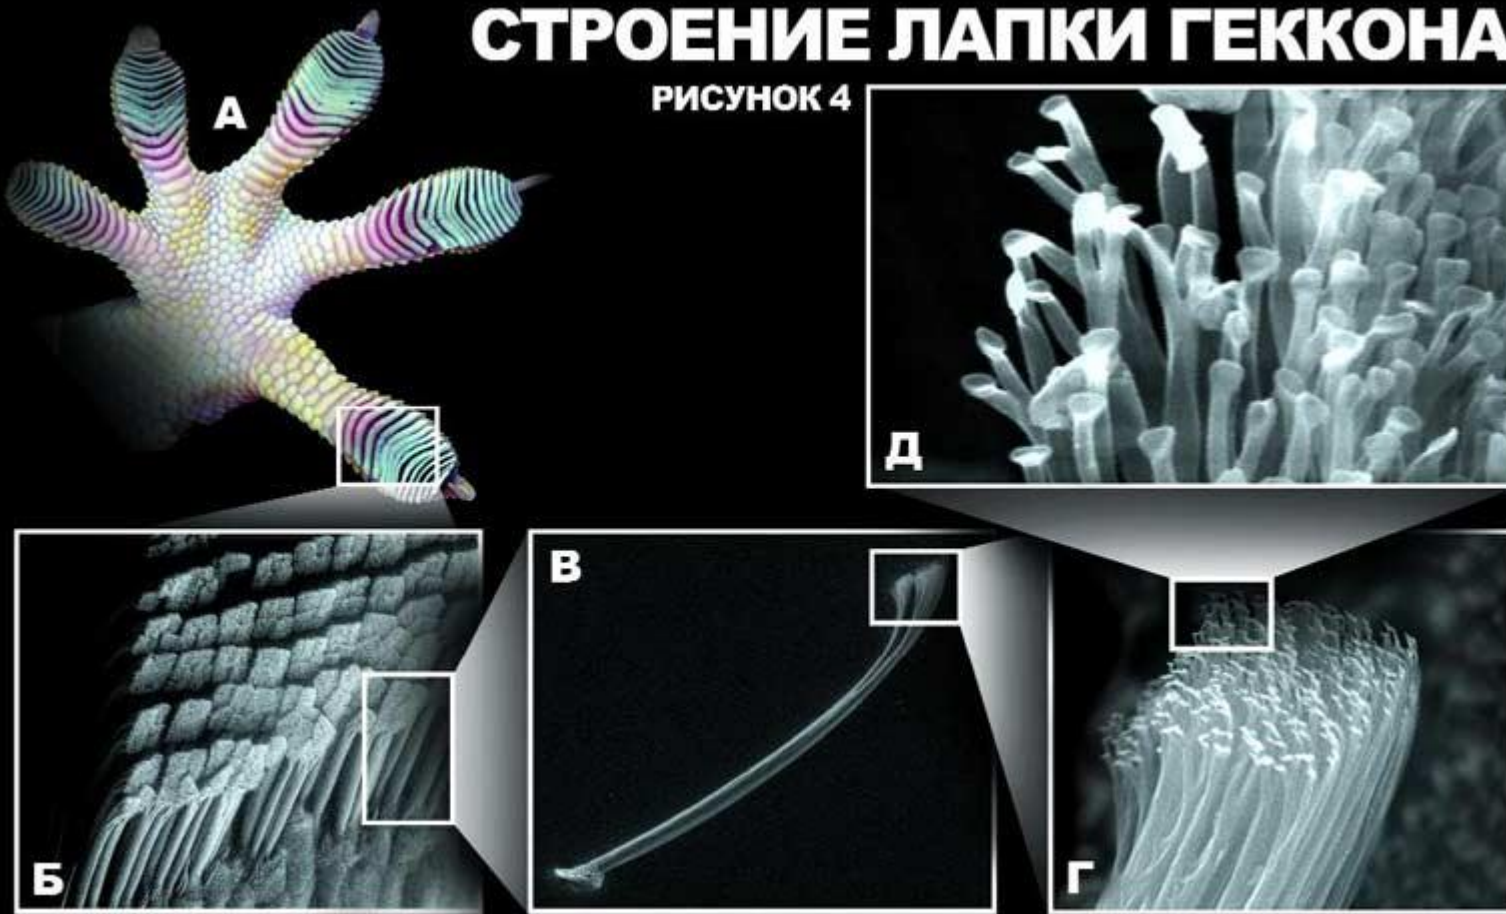 СТРОЕНИЕ ЛАПКИ ГЕККОНА
РИСУНОК 4
А
Д
Б
В
Г